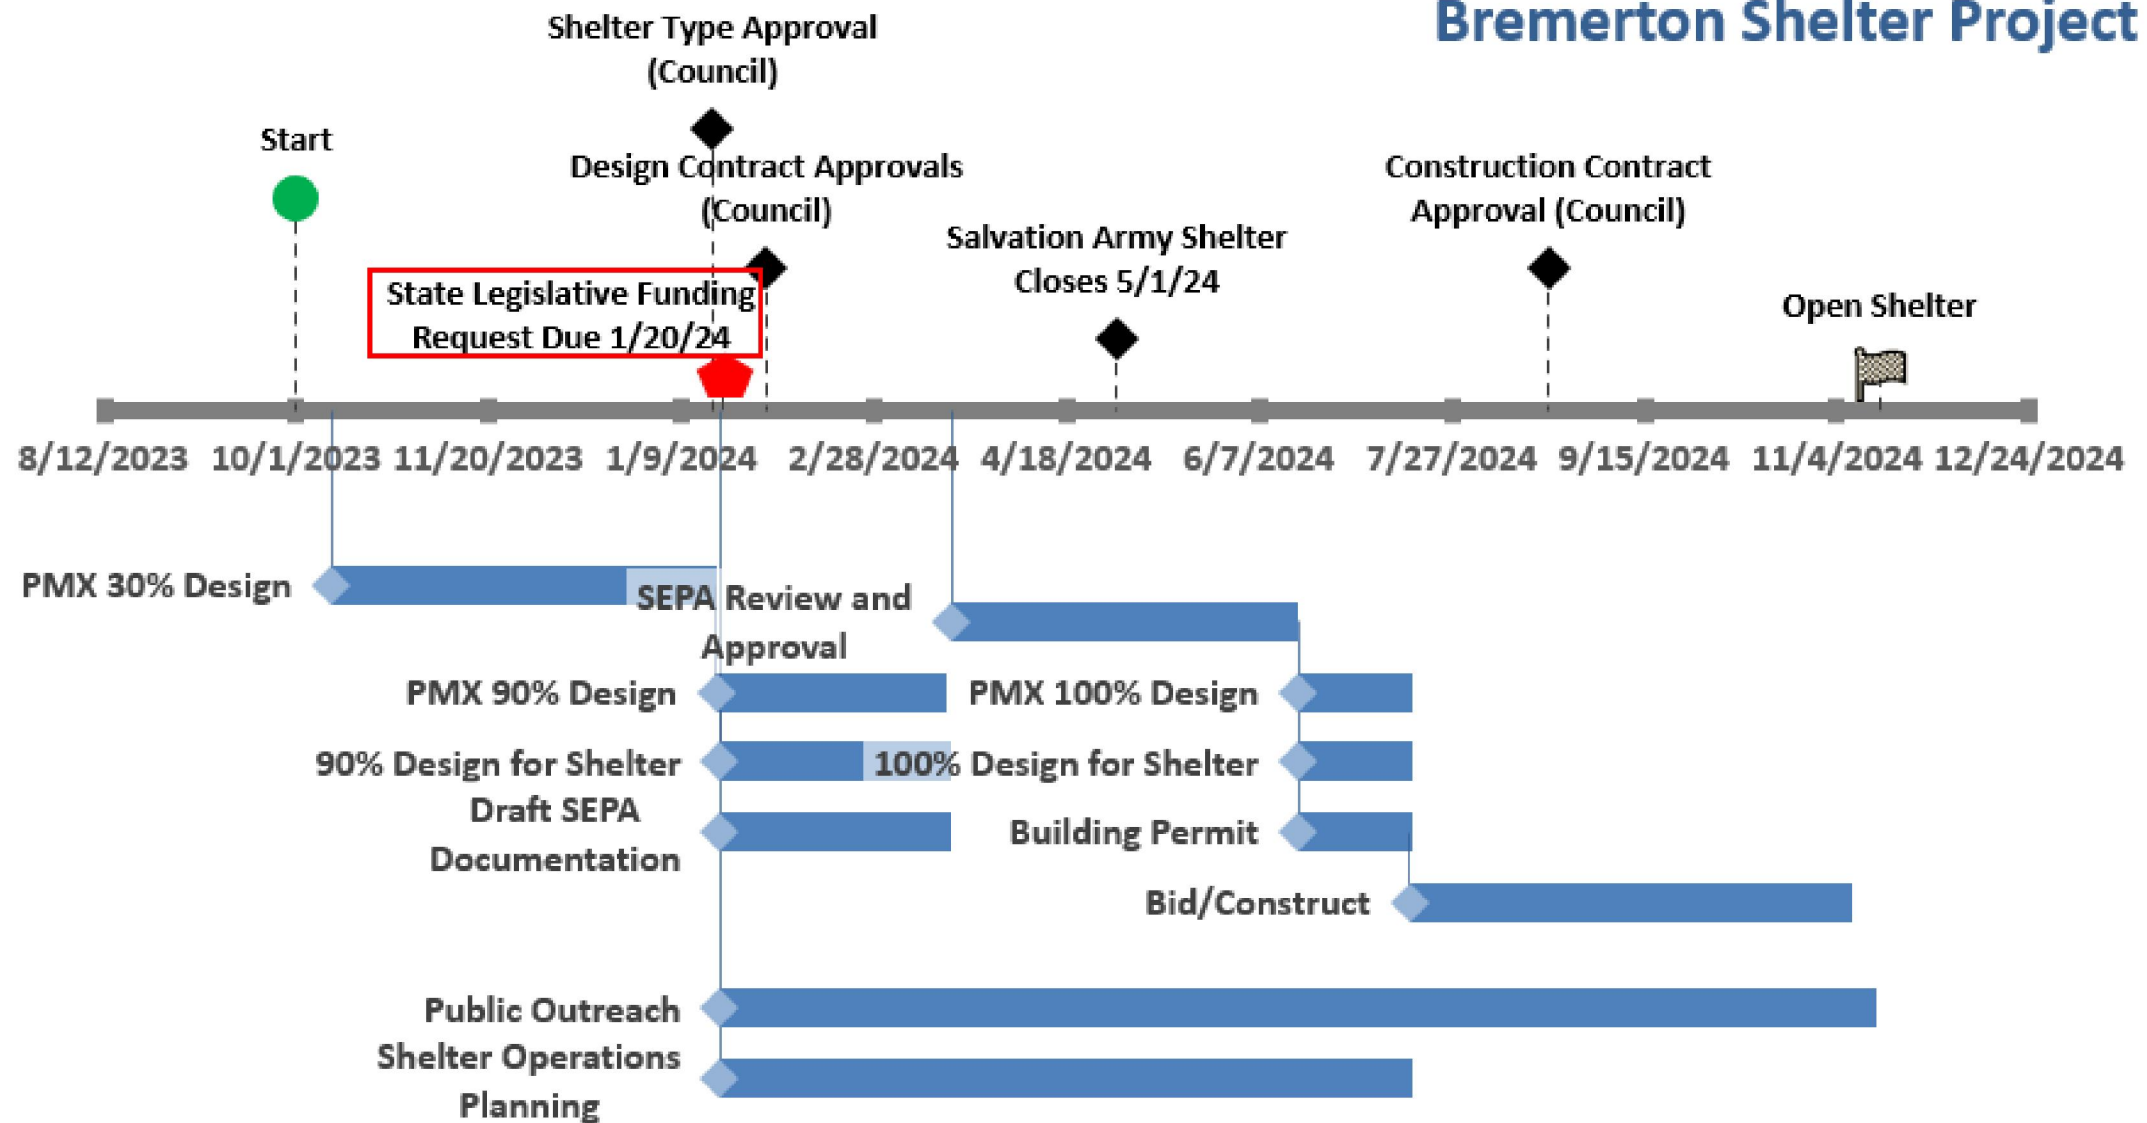 Bremerton Shelter Project
Shelter Type Approval
(Council)
Start
Design Contract Approvals
(Council)
Construction Contract
Approval (Council)
Salvation Army Shelter
Closes 5/1/24
State Legislative Funding
Request Due 1/20/24
Open Shelter
8/12/2023 10/1/2023 11/20/2023 1/9/2024 2/28/2024 4/18/2024 6/7/2024 7/27/2024 9/15/2024 11/4/2024 12/24/2024
PMX 30% Design
SEPA Review and
Approval
PMX 90% Design
PMX 100% Design
90% Design for Shelter
100% Design for Shelter
Draft SEPA
Documentation
Building Permit
Bid/Construct
Public Outreach
Shelter Operations
Planning